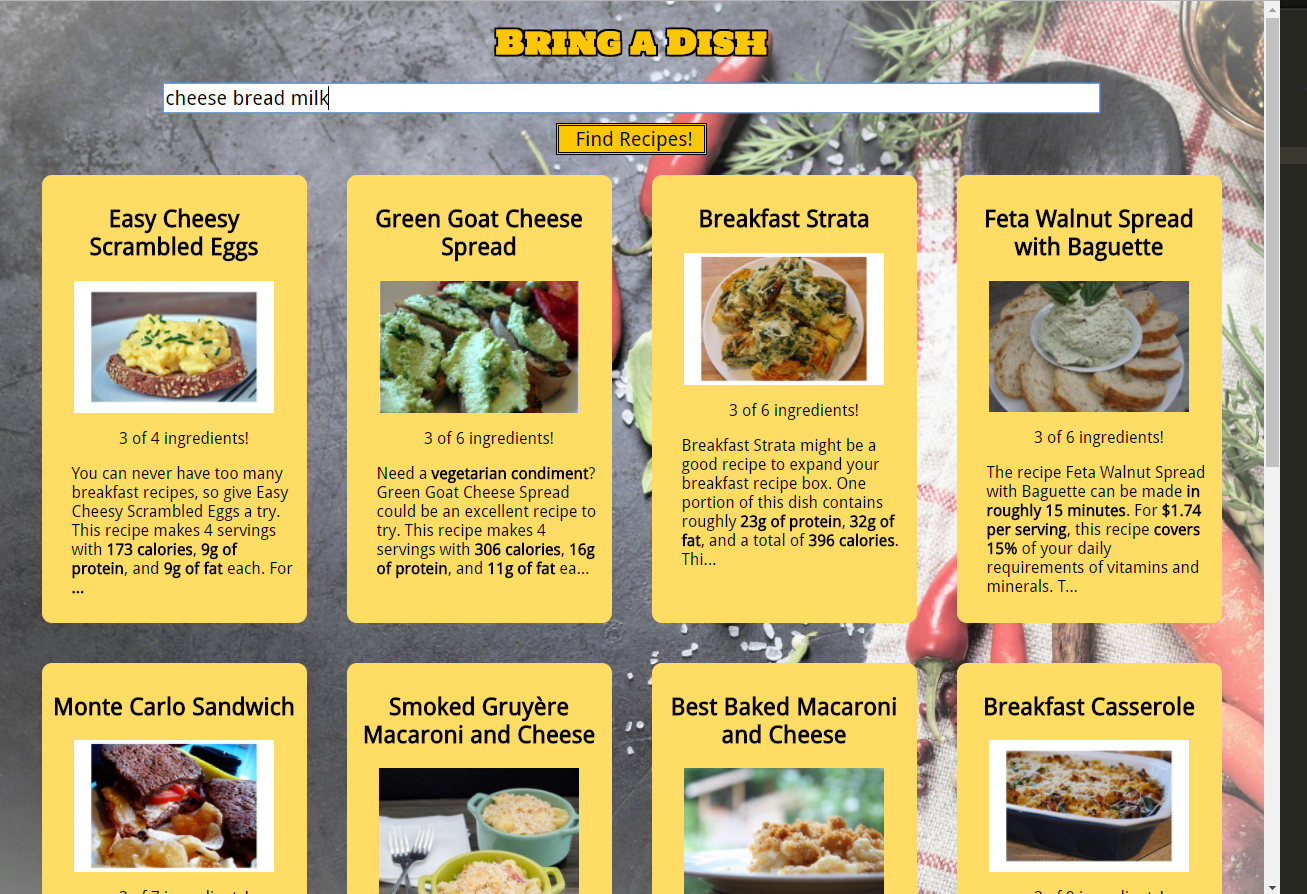 Bring a Dish
cheese bread milk
Find Recipes!
Easy Cheesy
Scrambled Eggs
3 of 4 ingredients!
You can never have too many
breakfast recipes, so give Easy
Cheesy Scrambled Eggs a try.
This recipe makes 4 servings
with 173 calories, 9g of
protein, and 9g of fat each. For
...
Green Goat Cheese
Spread
3 of 6 ingredients!
Need a vegetarian condiment?
Green Goat Cheese Spread
could be an excellent recipe to
try. This recipe makes 4
servings with 306 calories, 16g
of protein, and 11g of fat ea...
Breakfast Strata
3 of 6 ingredients!
Breakfast Strata might be a
good recipe to expand your
breakfast recipe box. One
portion of this dish contains
roughly 23g of protein, 32g of
fat, and a total of 396 calories.
Thi...
Feta Walnut Spread
with Baguette
3 of 6 ingredients!
The recipe Feta Walnut Spread
with Baguette can be made in
roughly 15 minutes. For $1.74
per serving, this recipe covers
15% of your daily
requirements of vitamins and
minerals. T...
Monte Carlo Sandwich
Smoked Gruyère
Macaroni and Cheese
Best Baked Macaroni
and Cheese
Breakfast Casserole